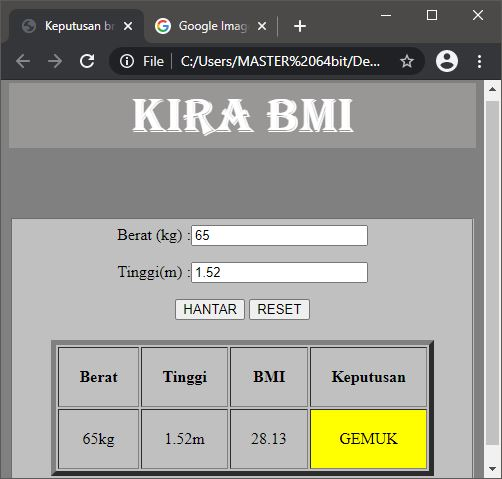 Keputusan br
Google Imag
File
C:/Users/MASTER%2064bit/De...
KIRA BMI
Berat (kg) : 65
Tinggi(m) : 1.52
HANTAR RESET
Berat Tinggi BMI Keputusan
65kg 1.52m 28.13 GEMUK